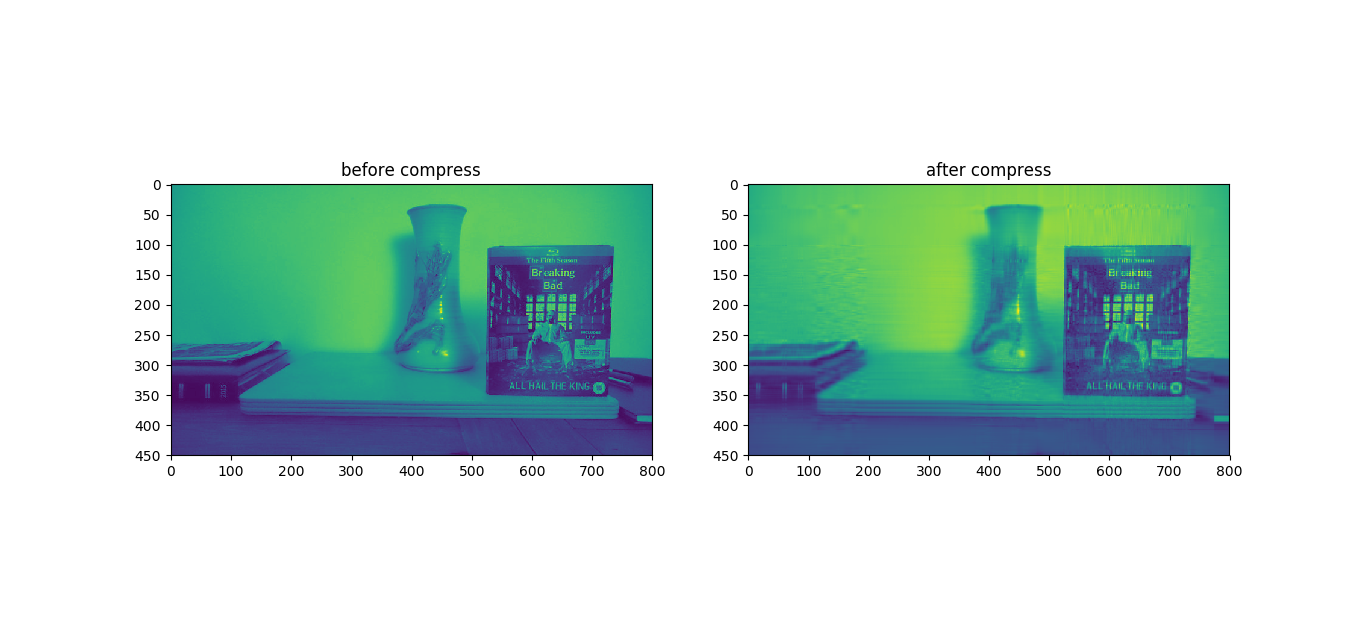 before compress
after compress
0
50
100
150
200
250
300
350
400
450
0 100 200 300 400 500 600 700 800
The Fifth Season
Breaking
Bad
ALL HAIL THE KING
0
50
100
150
200
250
300
350
400
450
0 100 200 300 400 500 600 700 800
The Fifth Season
Breaking
Bad
ALL HAIL THE KING